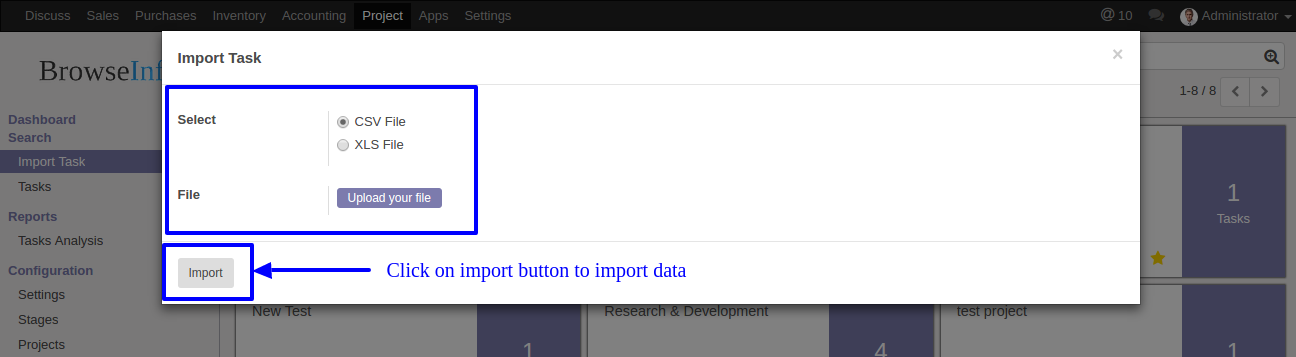 Discuss Sales Purchases Inventory Accounting Project Apps Settings @ 10 Administrator
Import Task ×
BrowseInf
1-8 / 8
Dashboard
Search
Import Task
Tasks
Reports
Tasks Analysis
Configuration
Settings
Stages
Projects
Select
CSV File
XLS File
File
Upload your file
Import
Click on import button to import data
1
Tasks
New Test
1
Research & Development
4
test project
1